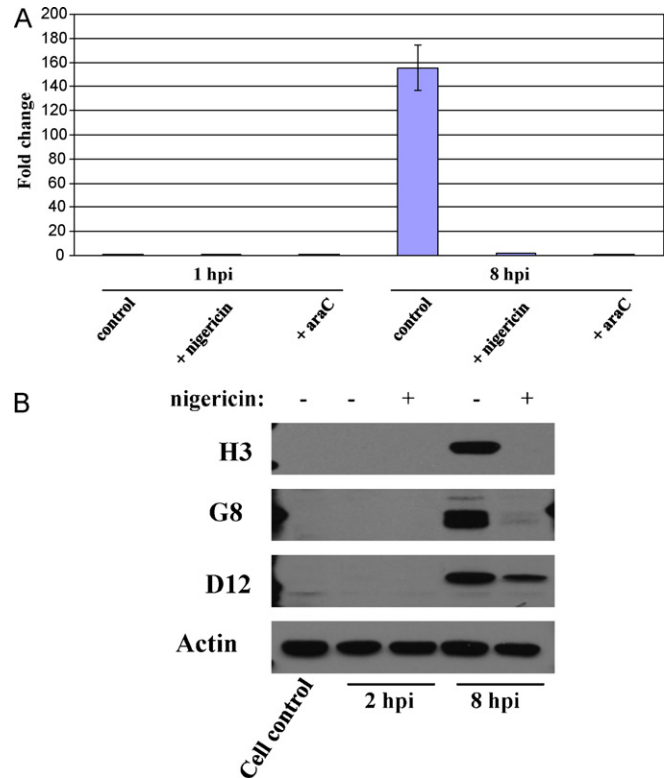 A
200
180
160
140
120
100
80
60
40
20
0
Fold change
1 hpi
8 hpi
control
+ nigericin
+ araC
control
+ nigericin
+ araC
B
nigericin: - - + - +
H3
G8
D12
Actin
Cell control
2 hpi
8 hpi